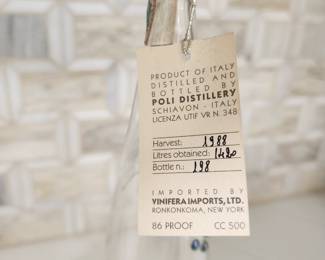 PRODUCT OF ITALY
DISTILLED AND
BOTTLED BY
POLI DISTILLERY
SCHIAVON - ITALY
LICENZA UTIF VR N. 348
Harvest: 1988
Litres obtained: 1420
Bottle n.: 198
IMPORTED BY
VINIFERA IMPORTS, LTD.
RONKONKOMA, NEW YORK
86 PROOF CC 500